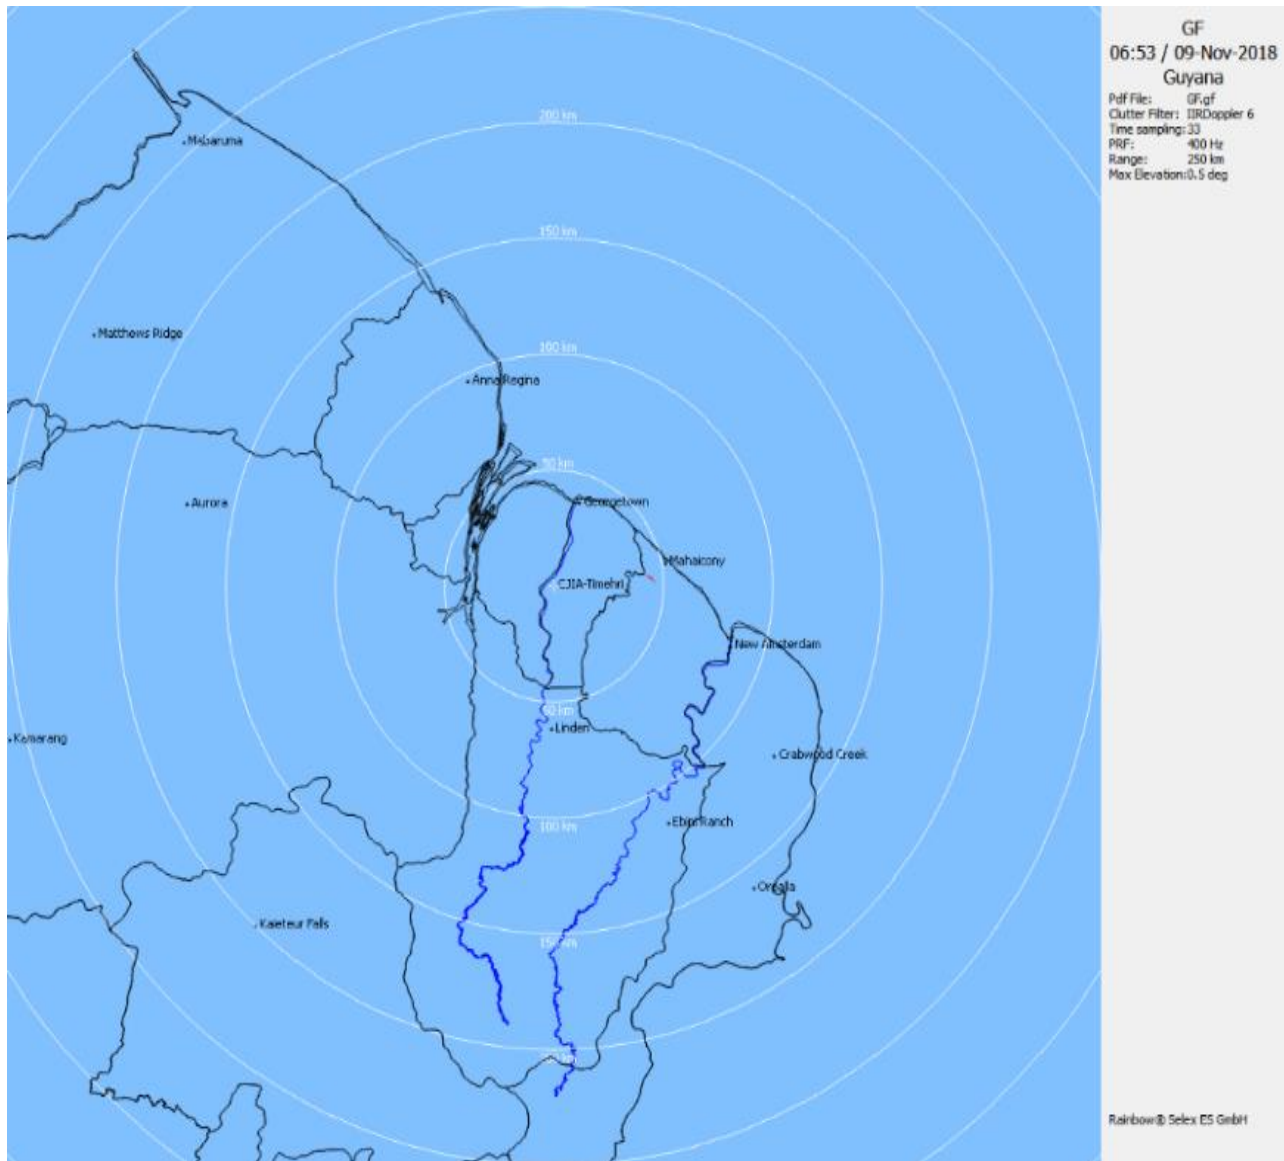 GF
06:53 / 09-Nov-2018
Guyana
Pdf File: GF.gf
Clutter Filter: IIRDoppler 6
Time sampling: 33
PRF: 400 Hz
Range: 250 km
Max Elevation: 0.5 deg
200 km
Mabaruma
150 km
Matthews Ridge
100 km
Anna Regina
50 km
Georgetown
Aurora
Mahaicony
CJIA-Timehri
New Amsterdam
50 km
Linden
Kamarang
Crabwood Creek
100 km
Ebini Ranch
Orealla
Kaieteur Falls
150 km
Rainbow® Selex ES GmbH